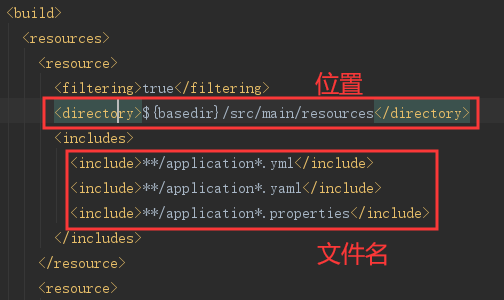 <build>
<resources>
<resource>
<filtering>true</filtering>
位置
<directory>${basedir}/src/main/resources</directory>
<includes>
<include>**/application*.yml</include>
<include>**/application*.yaml</include>
<include>**/application*.properties</include>
</includes>
文件名
</resource>
<resource>